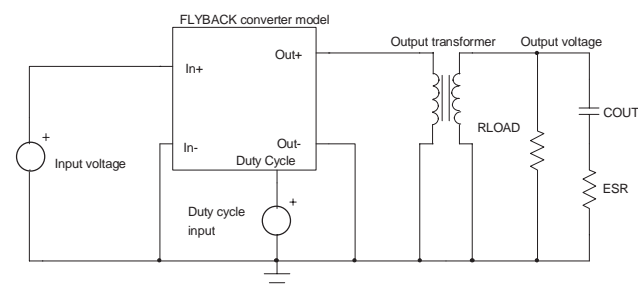 FLYBACK converter model
In+
Out+
Output transformer
Output voltage
COUT
RLOAD
+
Input voltage
In-
Out-
Duty Cycle
ESR
Duty cycle
input
+